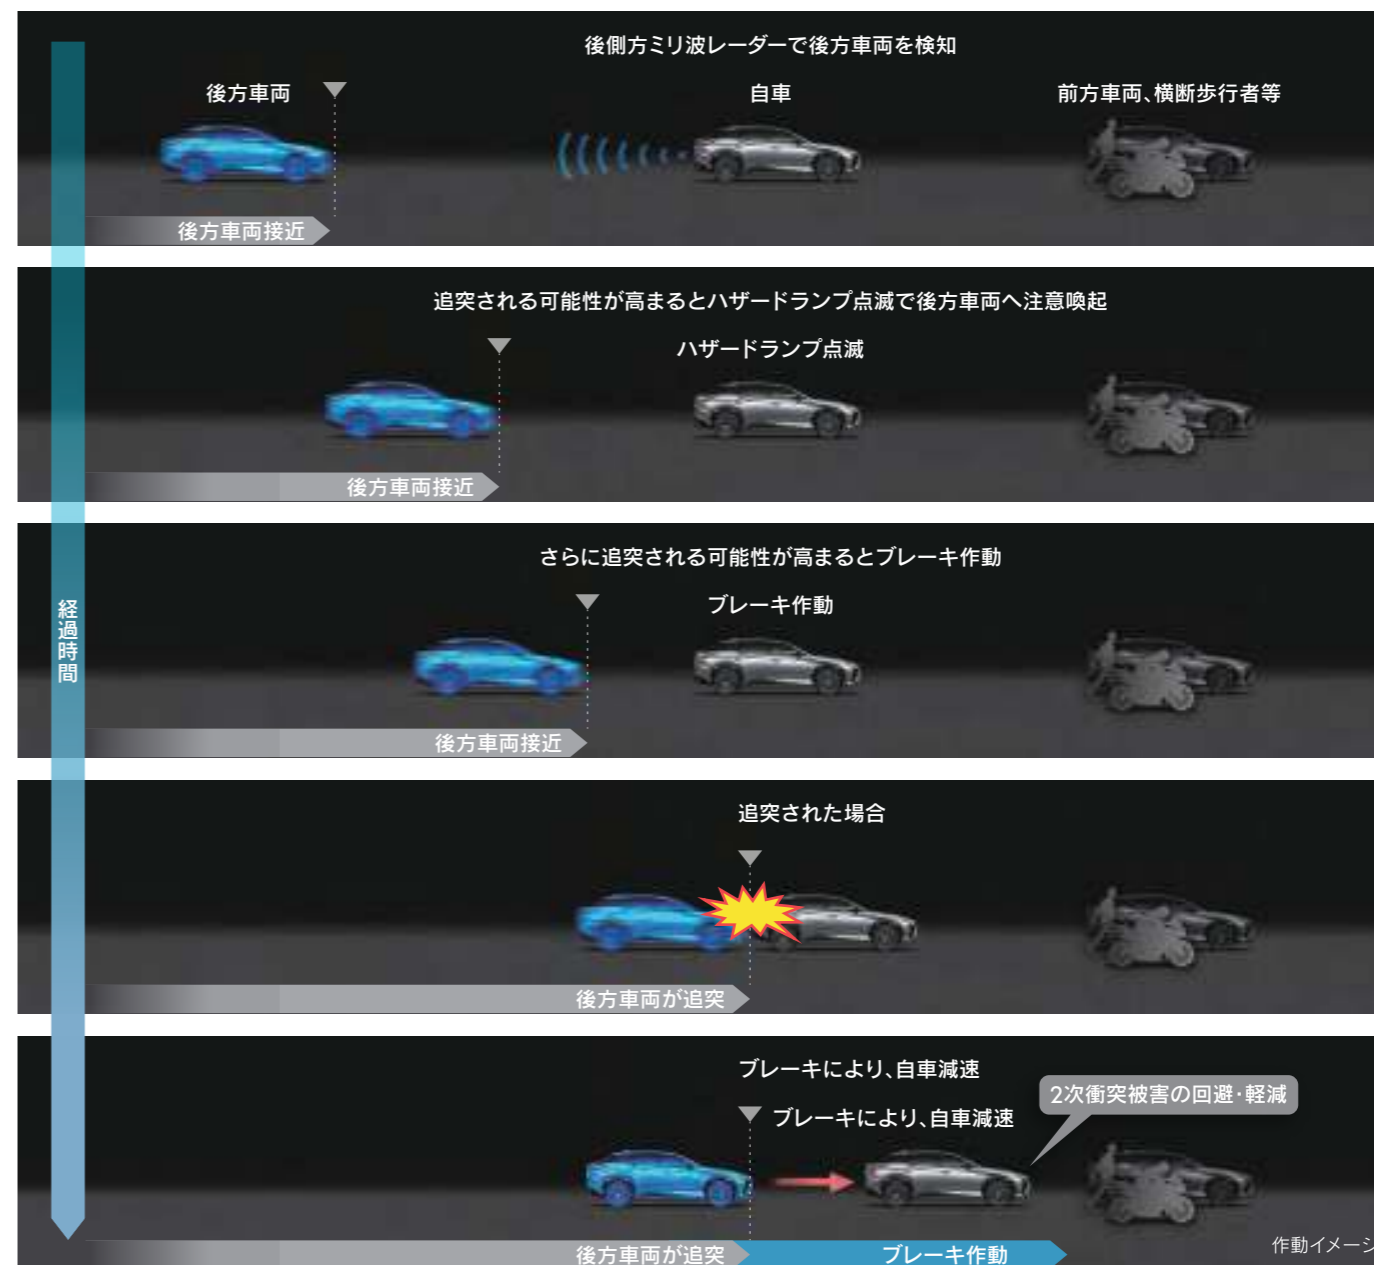 後側方ミリ波レーダーで後方車両を検知
後方車両
自車
前方車両、横断歩行者等
後方車両接近
追突される可能性が高まるとハザードランプ点滅で後方車両へ注意喚起
ハザードランプ点滅
後方車両接近
さらに追突される可能性が高まるとブレーキ作動
ブレーキ作動
経過時間
後方車両接近
追突された場合
後方車両が追突
ブレーキにより、自車減速
2次衝突被害の回避・軽減
ブレーキにより、自車減速
後方車両が追突
ブレーキ作動
作動イメージ